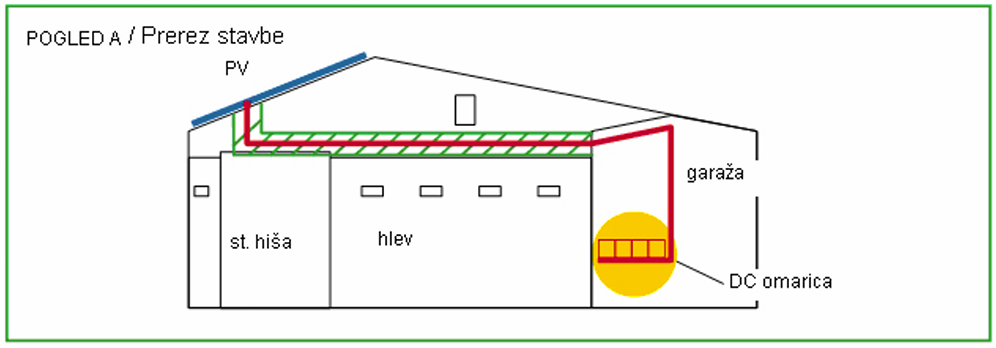 POGLED A / Prerez stavbe
PV
garaža
st. hiša
hlev
DC omarica